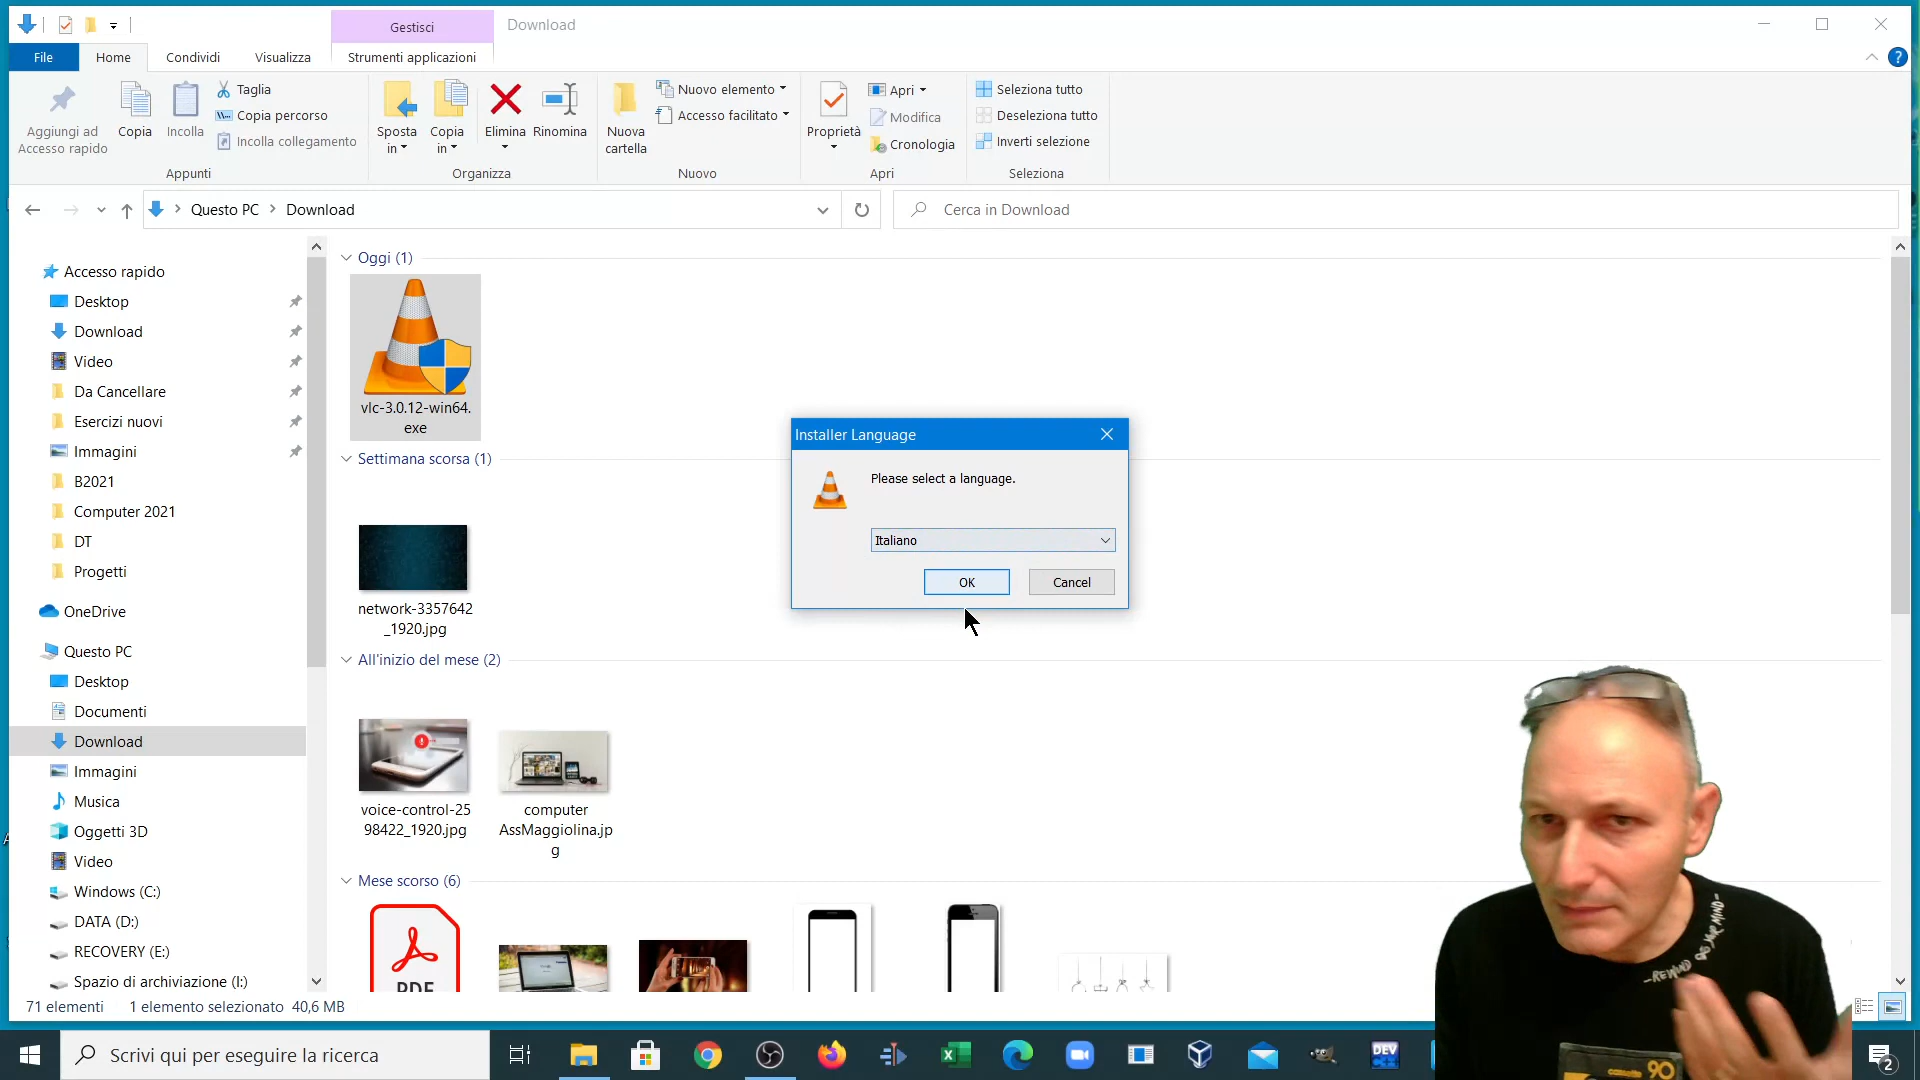 Gestisci
Download
File
Home
Condividi
Visualizza
Strumenti applicazioni
Aggiungi ad
Accesso rapido
Copia
Incolla
Taglia
Copia percorso
Incolla collegamento
Appunti
Sposta
in
Copia
in
Elimina
Rinomina
Organizza
Nuova
cartella
Nuovo elemento
Accesso facilitato
Nuovo
Proprietà
Apri
Modifica
Cronologia
Apri
Seleziona tutto
Deseleziona tutto
Inverti selezione
Seleziona
Questo PC
Download
Cerca in Download
Accesso rapido
Desktop
Download
Video
Da Cancellare
Esercizi nuovi
Immagini
B2021
Computer 2021
DT
Progetti
OneDrive
Questo PC
Desktop
Documenti
Download
Immagini
Musica
Oggetti 3D
Video
Windows (C:)
DATA (D:)
RECOVERY (E:)
Spazio di archiviazione (I:)
Oggi (1)
vlc-3.0.12-win64.
exe
Settimana scorsa (1)
network-3357642
_1920.jpg
All'inizio del mese (2)
voice-control-25
98422_1920.jpg
computer
AssMaggiolina.jp
g
Mese scorso (6)
PDF
Installer Language
Please select a language.
Italiano
OK
Cancel
-REWIND
YOUR MIND-
90
71 elementi
1 elemento selezionato 40,6 MB
Scrivi qui per eseguire la ricerca
DEV
2